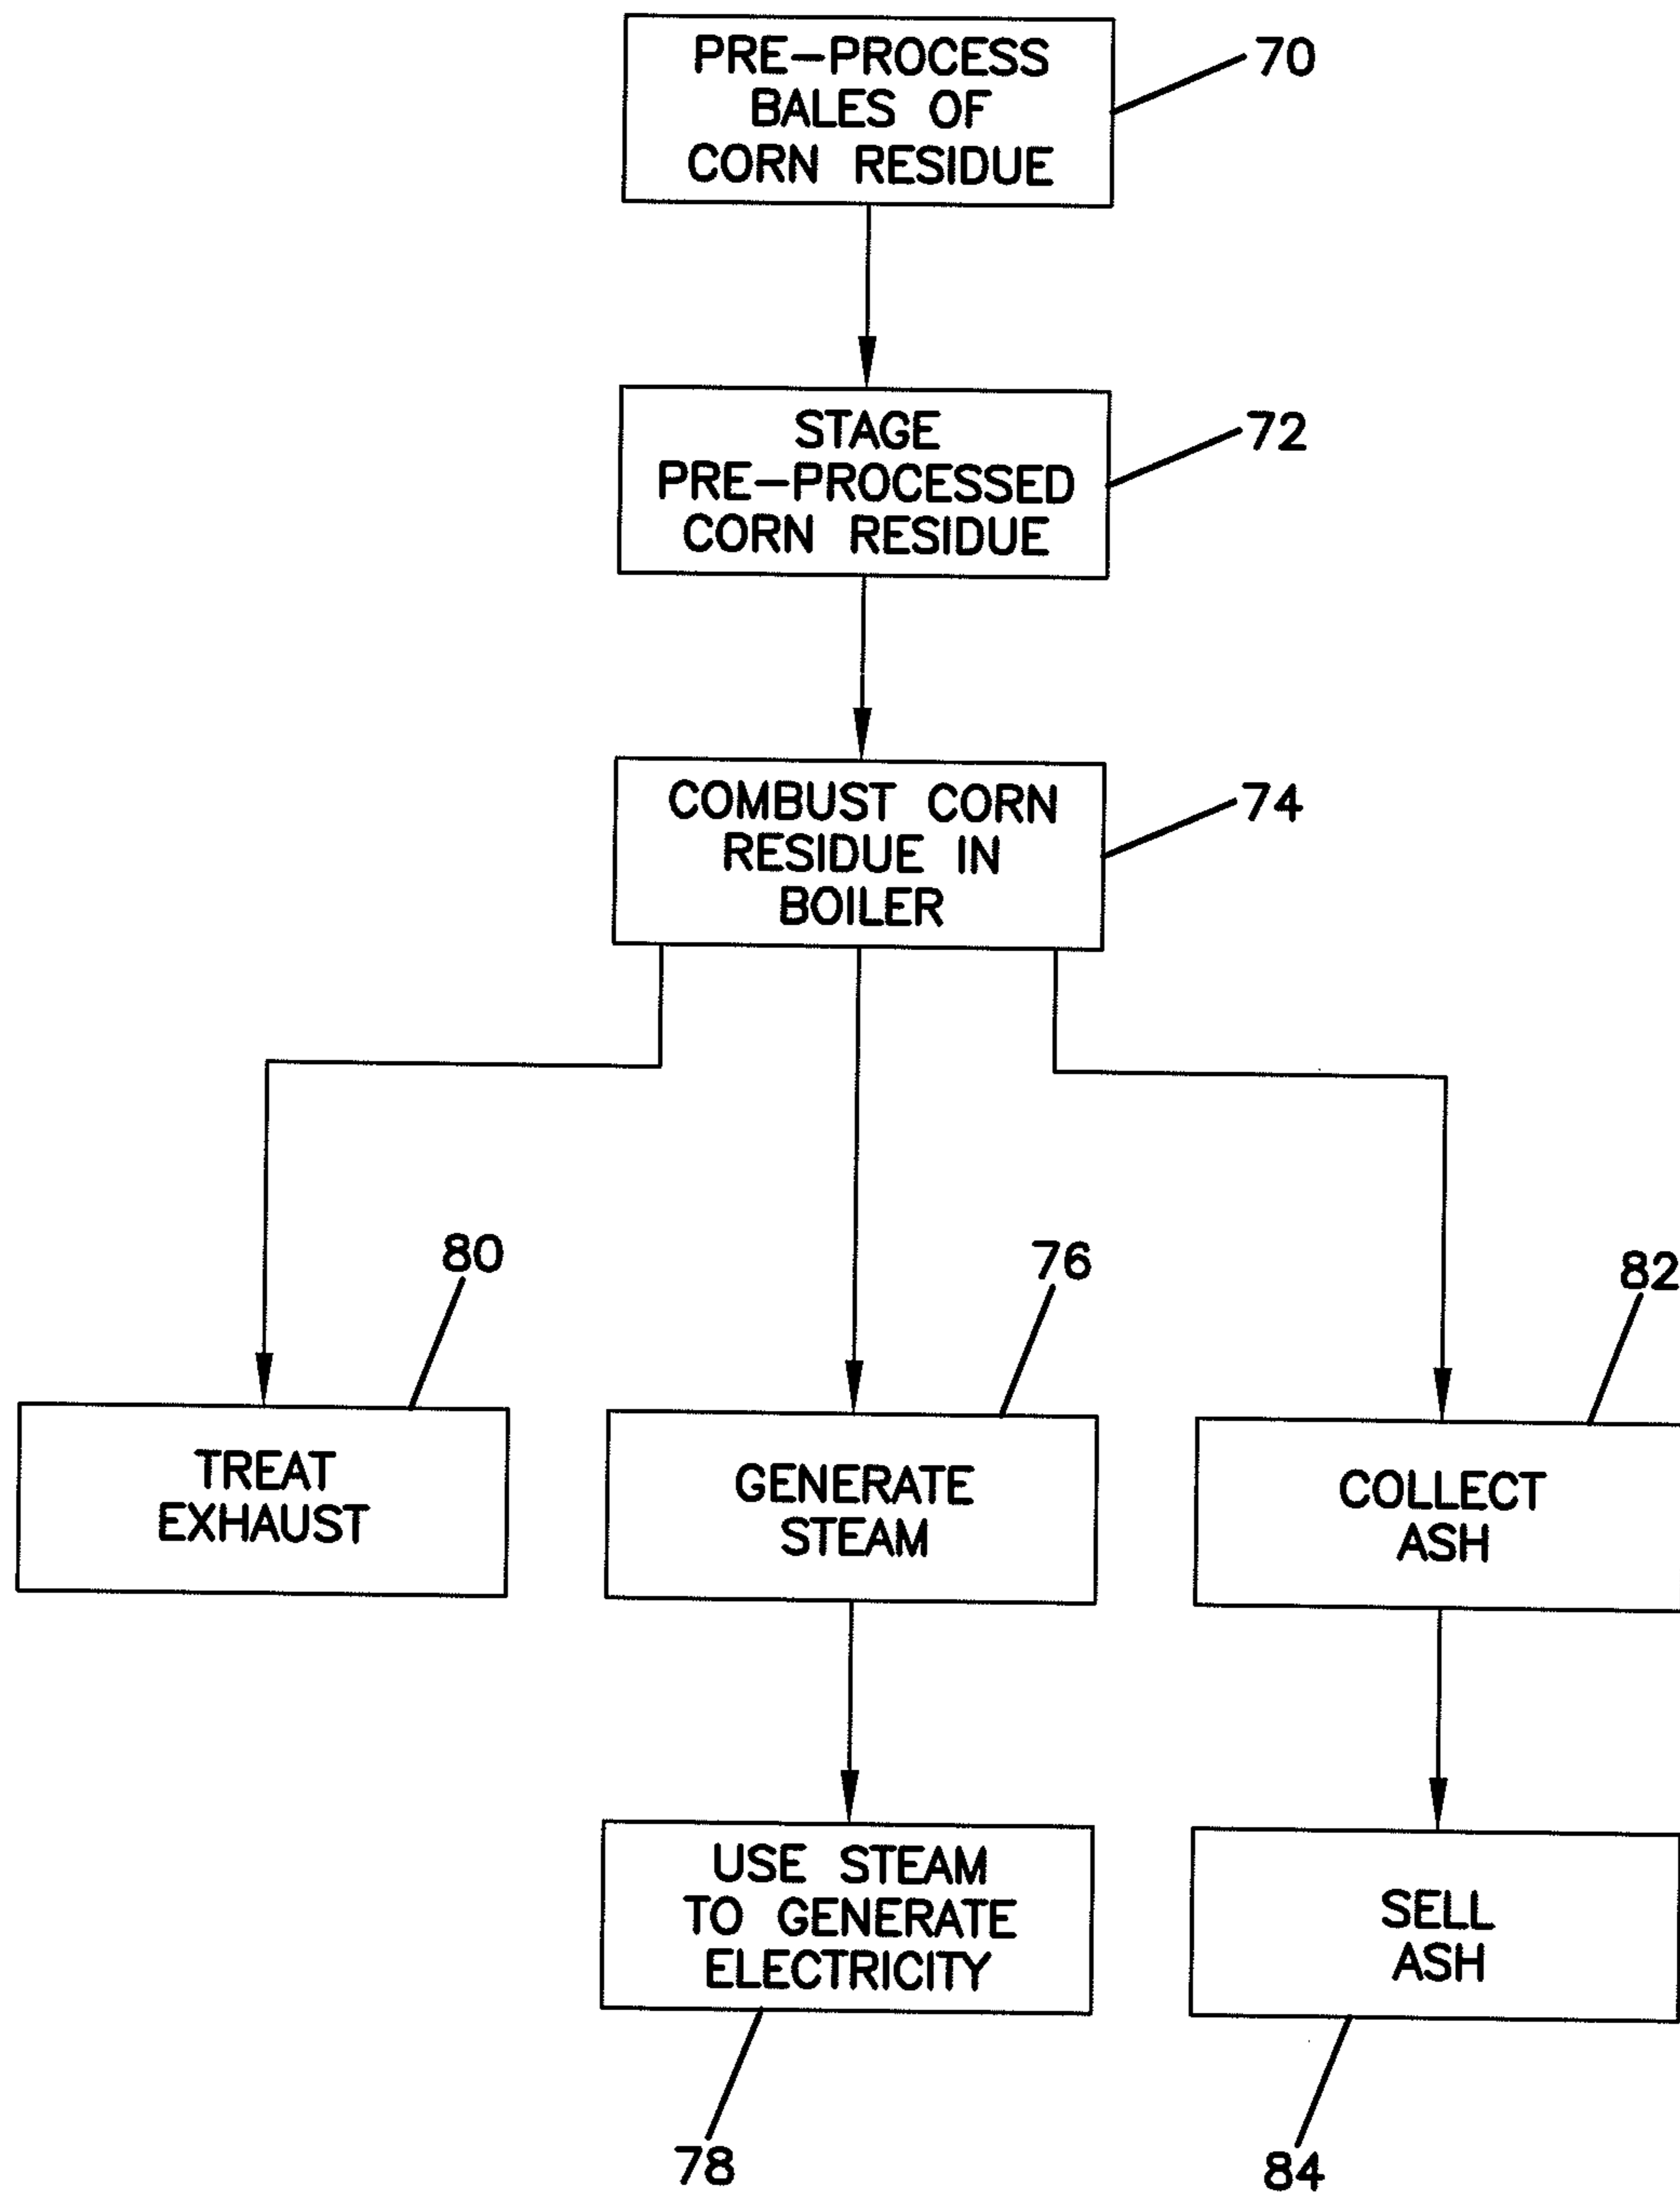 PRE-PROCESS
BALES OF
CORN RESIDUE
70
STAGE
PRE-PROCESSED
CORN RESIDUE
72
COMBUST CORN
RESIDUE IN
BOILER
74
80
76
82
TREAT
EXHAUST
GENERATE
STEAM
COLLECT
ASH
USE STEAM
TO GENERATE
ELECTRICITY
SELL
ASH
78
84